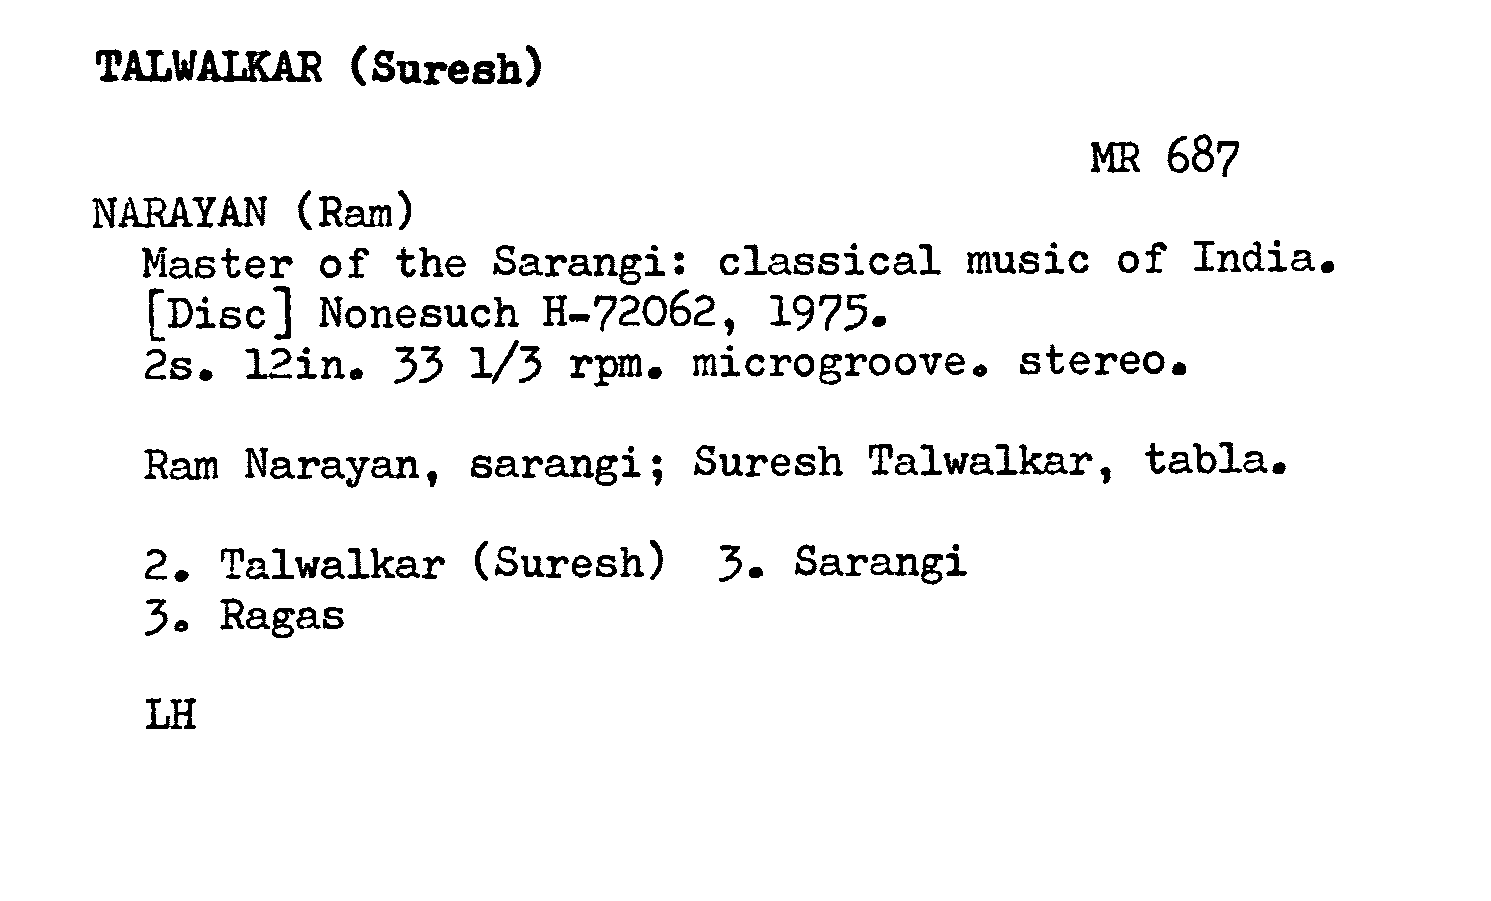 TALWALKAR (Suresh)
MR 687
NARAYAN (Ram)
Master of the Sarangi: classical music of India.
[Disc] Nonesuch H-72062, 1975.
2s. 12in. 33 1/3 rpm. microgroove. stereo.
Ram Narayan, sarangi; Suresh Talwalkar, tabla.
2. Talwalkar (Suresh) 3. Sarangi
3. Ragas
LH